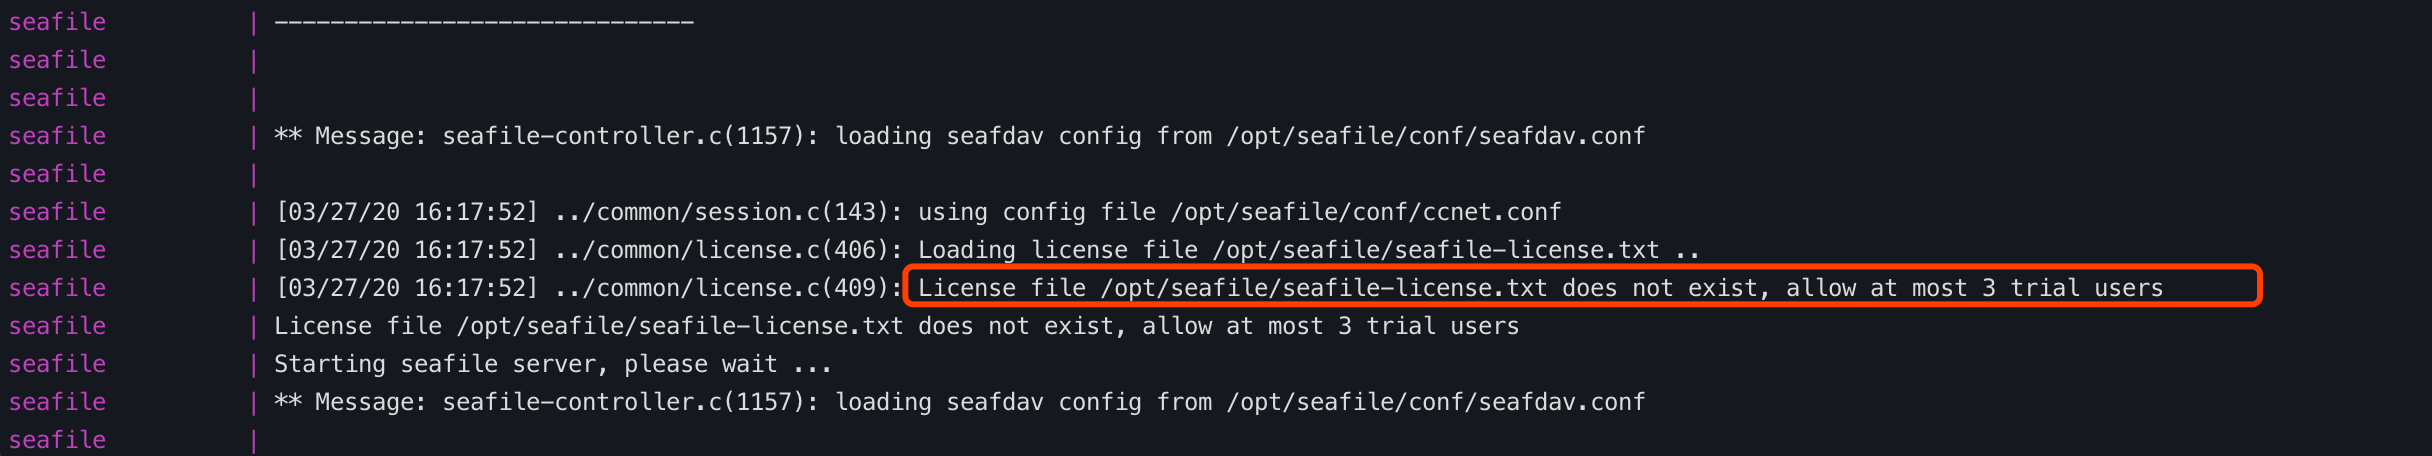 seafile | ------------------------------
seafile |
seafile |
seafile | ** Message: seafile-controller.c(1157): loading seafdav config from /opt/seafile/conf/seafdav.conf
seafile |
seafile | [03/27/20 16:17:52] ../common/session.c(143): using config file /opt/seafile/conf/ccnet.conf
seafile | [03/27/20 16:17:52] ../common/license.c(406): Loading license file /opt/seafile/seafile-license.txt ..
seafile | [03/27/20 16:17:52] ../common/license.c(409): License file /opt/seafile/seafile-license.txt does not exist, allow at most 3 trial users
seafile | License file /opt/seafile/seafile-license.txt does not exist, allow at most 3 trial users
seafile | Starting seafile server, please wait ...
seafile | ** Message: seafile-controller.c(1157): loading seafdav config from /opt/seafile/conf/seafdav.conf
seafile |